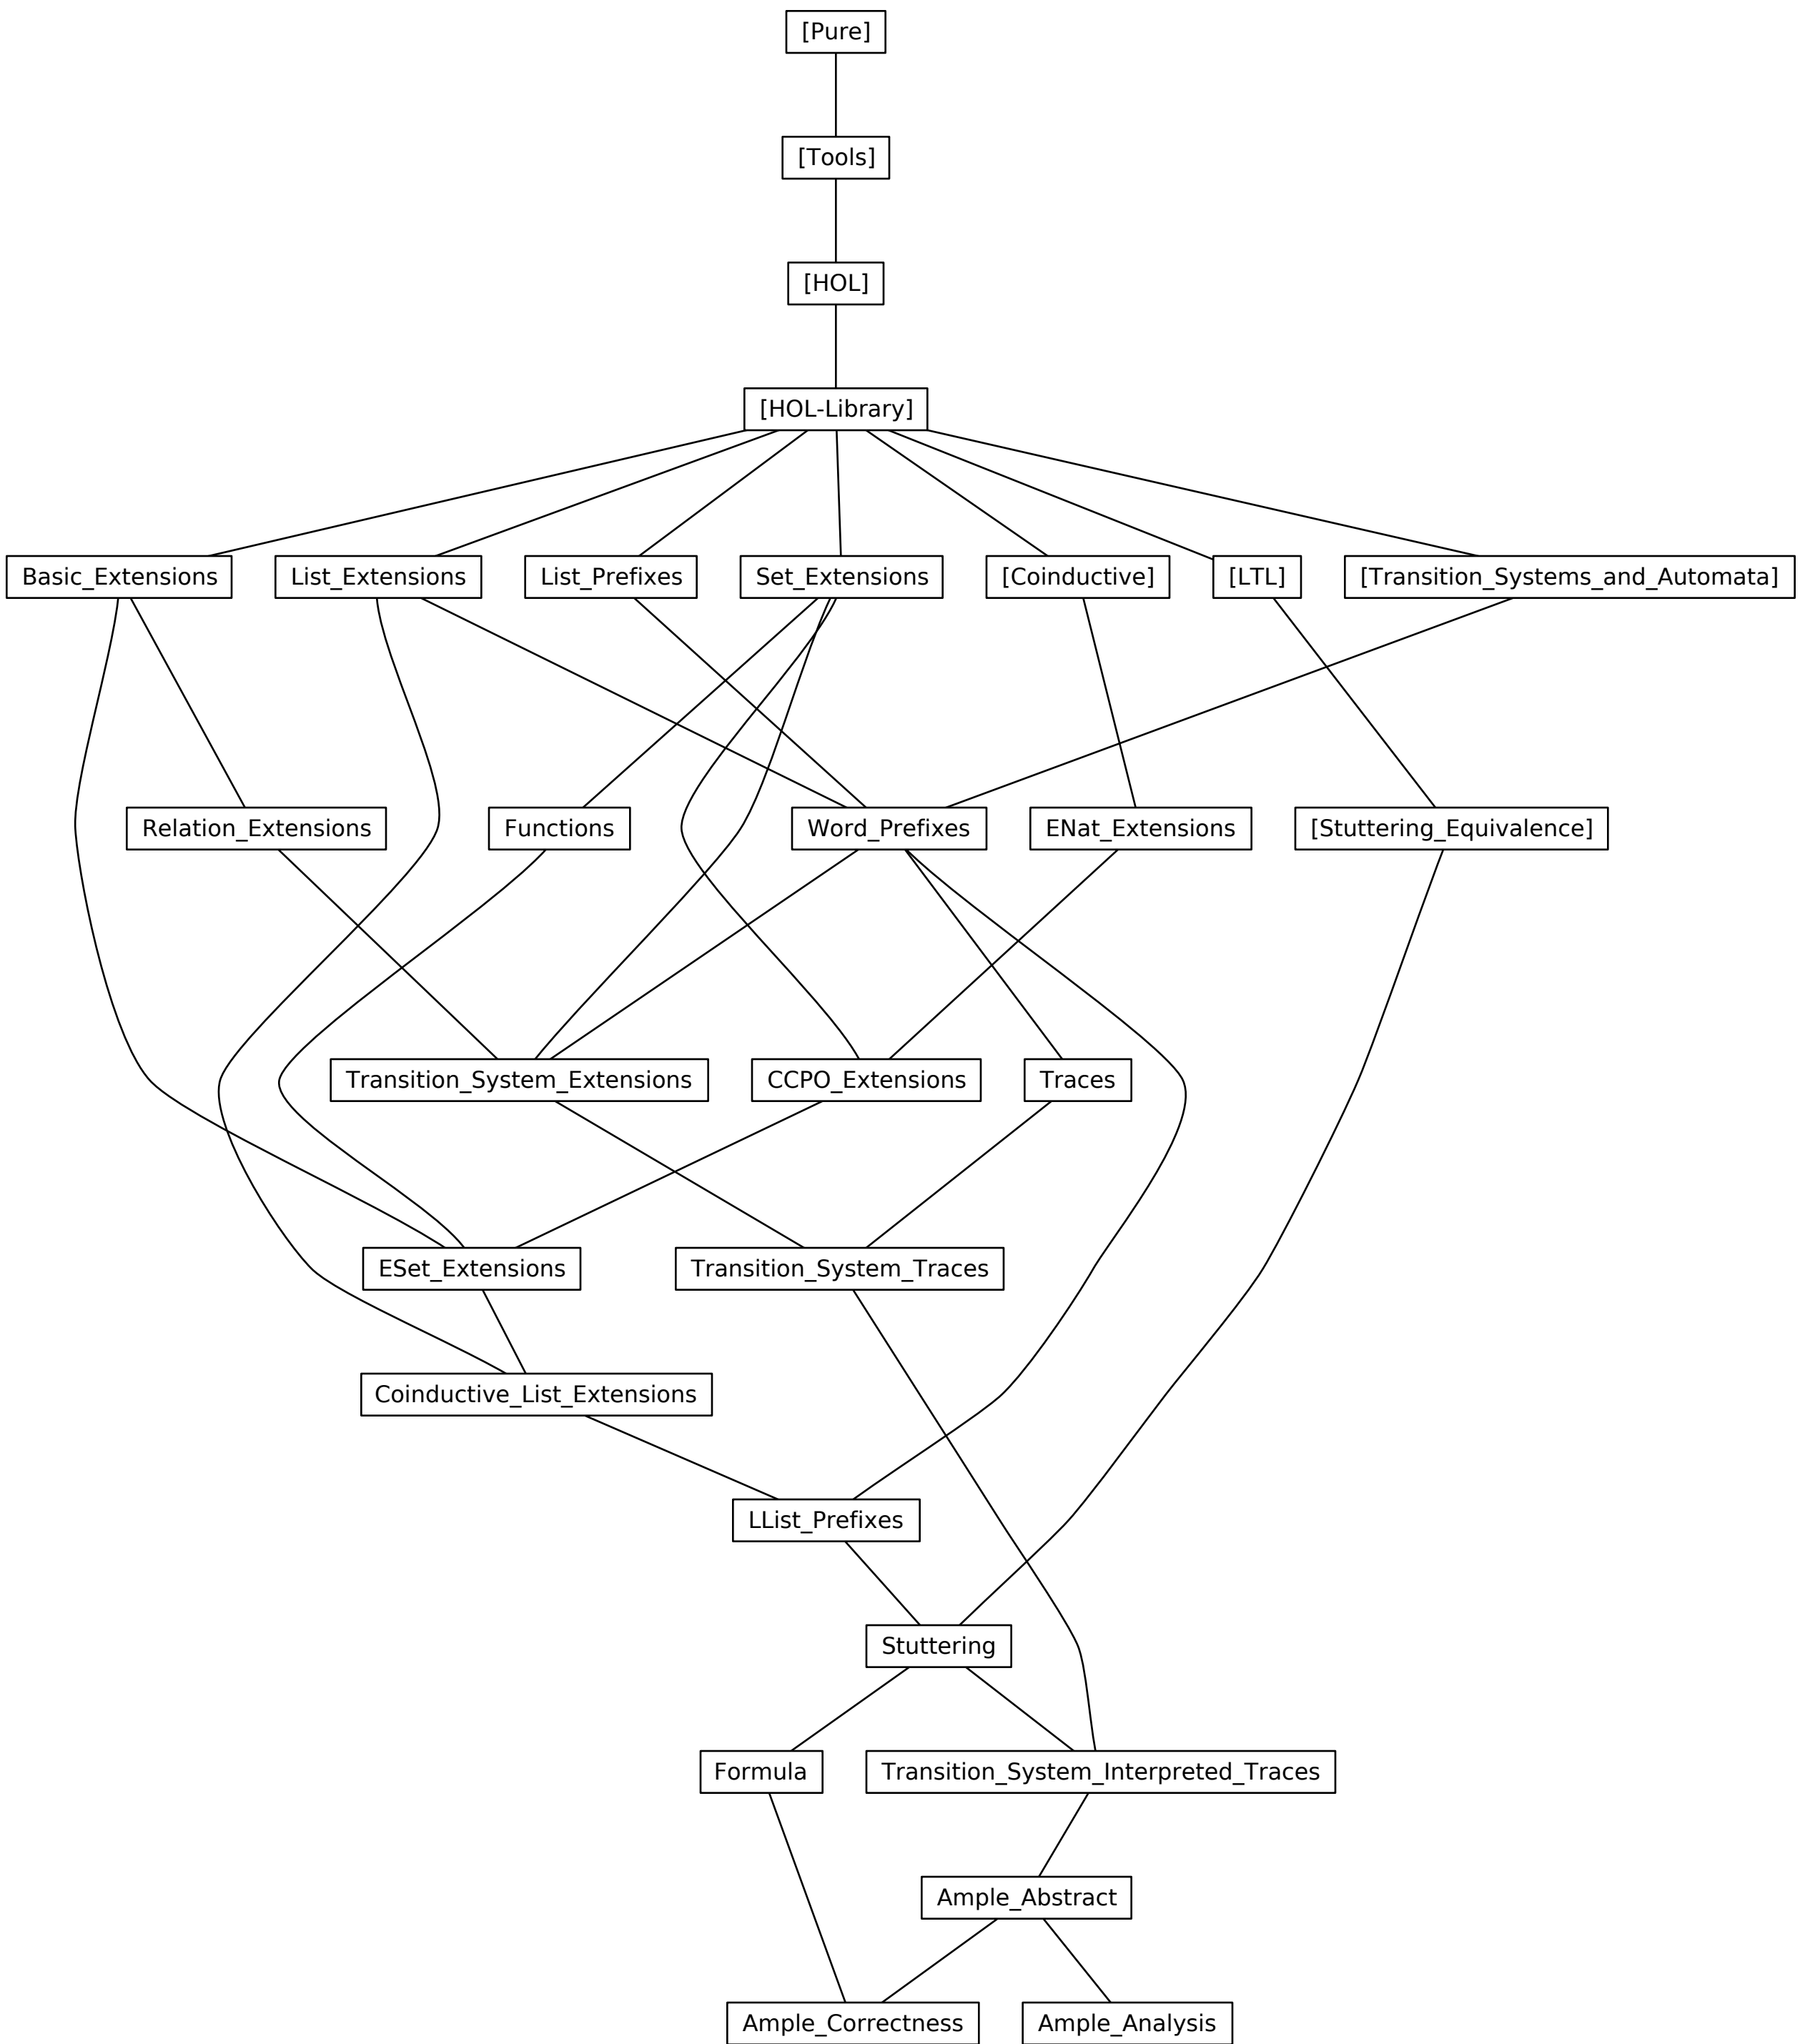 [Pure]
[Tools]
[HOL]
[HOL-Library]
Basic_Extensions
List_Extensions
List_Prefixes
Set_Extensions
[Coinductive]
[LTL]
[Transition_Systems_and_Automata]
Relation_Extensions
Functions
Word_Prefixes
ENat_Extensions
[Stuttering_Equivalence]
Transition_System_Extensions
CCPO_Extensions
Traces
ESet_Extensions
Transition_System_Traces
Coinductive_List_Extensions
LList_Prefixes
Stuttering
Formula
Transition_System_Interpreted_Traces
Ample_Abstract
Ample_Correctness
Ample_Analysis